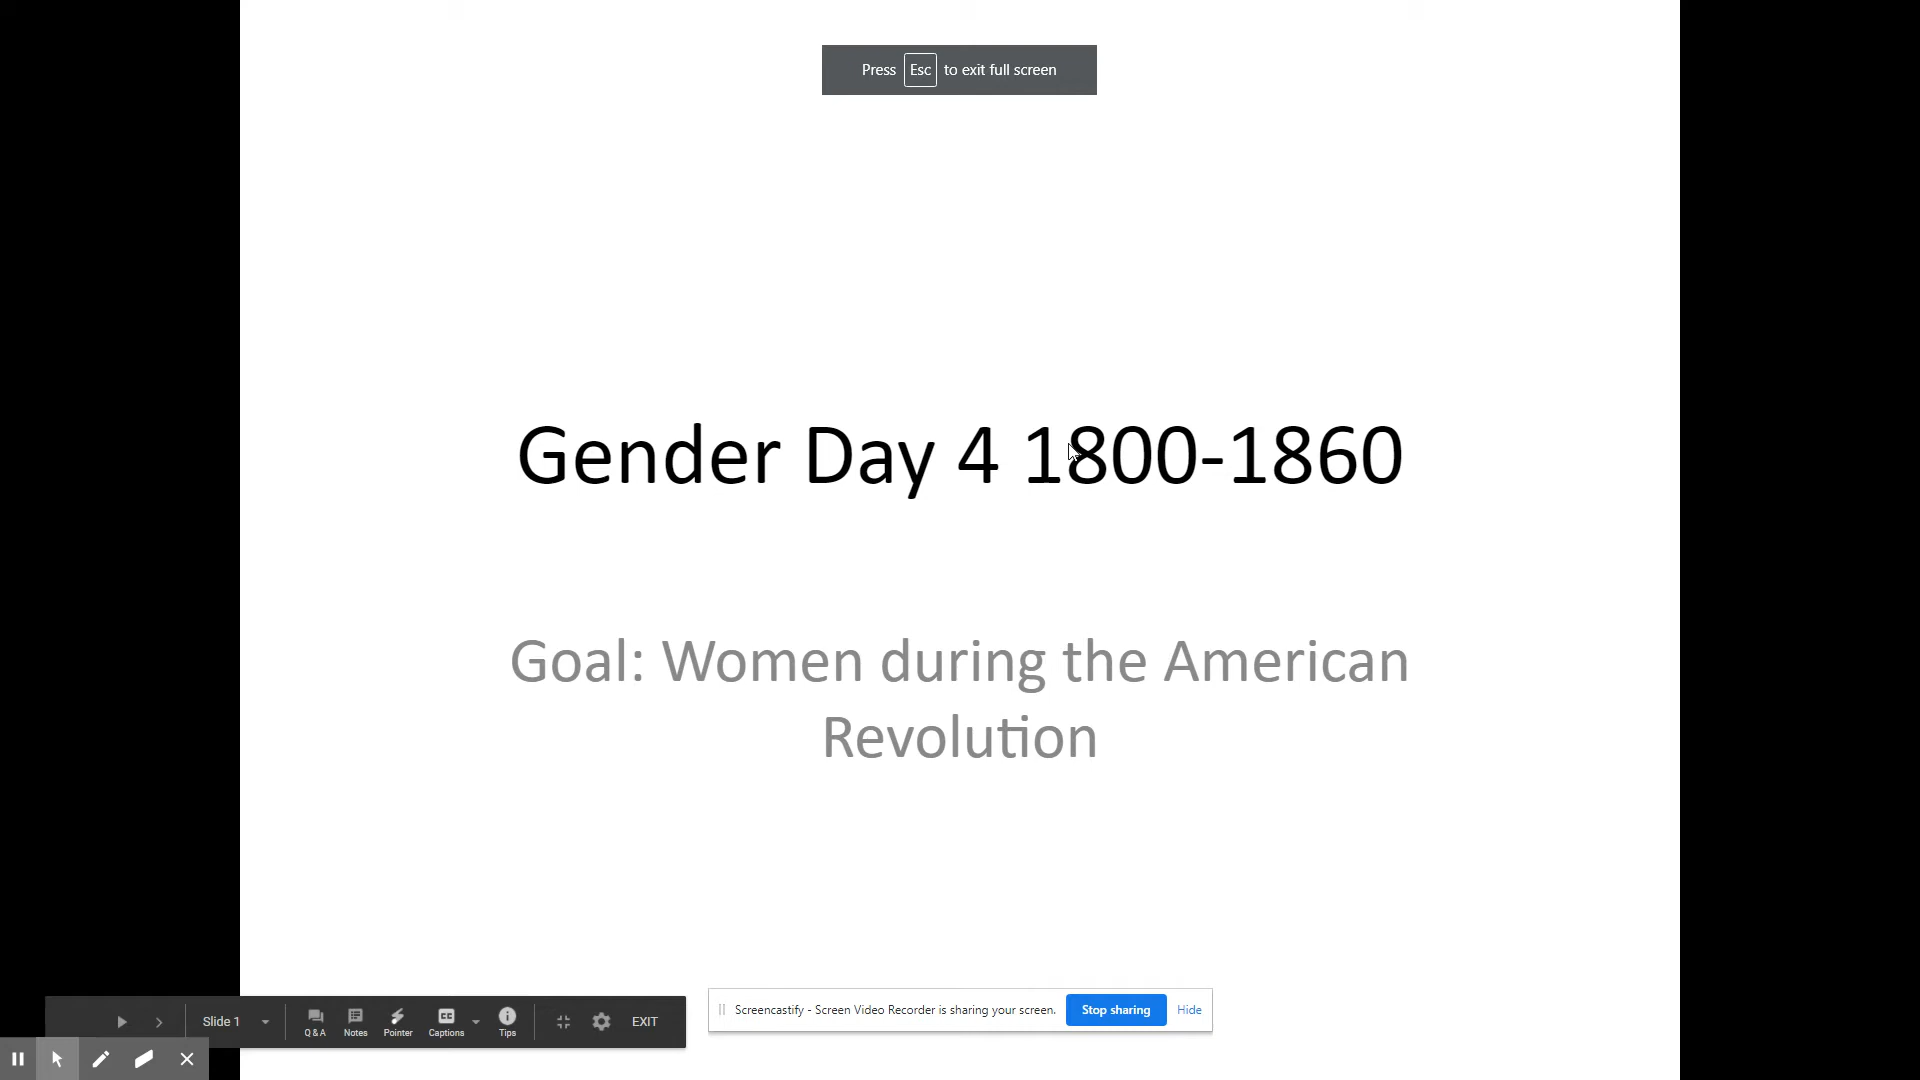 Press Esc to exit full screen
Gender Day 4 1800-1860
Goal: Women during the American
Revolution
Screencastify - Screen Video Recorder is sharing your screen. Stop sharing Hide
Slide 1 Q & A Notes Pointer Captions CC Tips EXIT